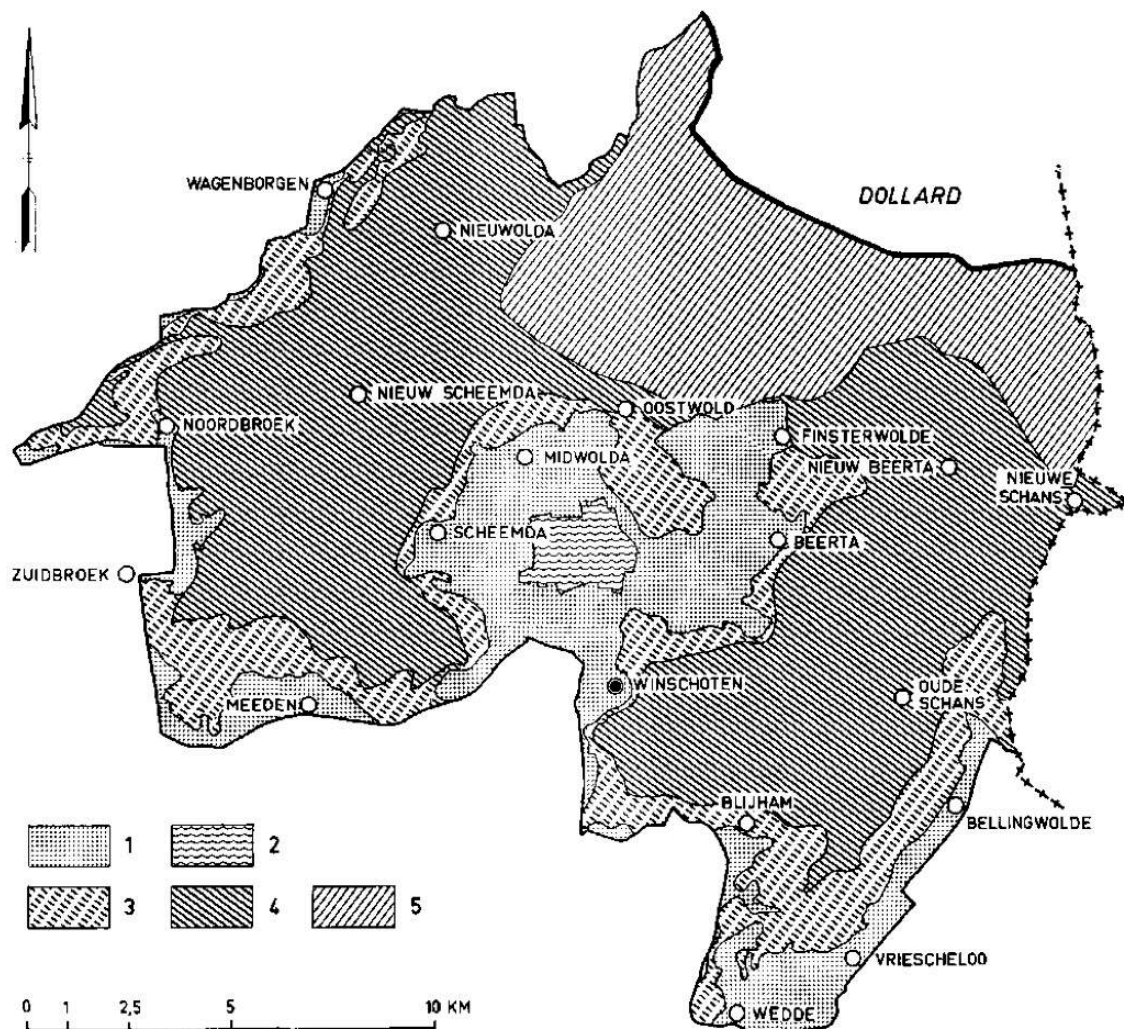 WAGENBORGEN
DOLLARD
NIEUWOLDA
NIEUW SCHEEMDA
OOSTWOLD
NOORDBROEK
FINSTERWOLDE
MIDWOLDA
NIEUW BEERTA
NIEUWE
SCHANS
SCHEEMDA
BEERTA
ZUIDBROEK
WINSCHOTEN
OUDE
SCHANS
MEEDEN
BLIJHAM
BELLINGWOLDE
1 2
3 4 5
VRIESCHELOO
WEDDE
0 1 2,5 5 10 KM